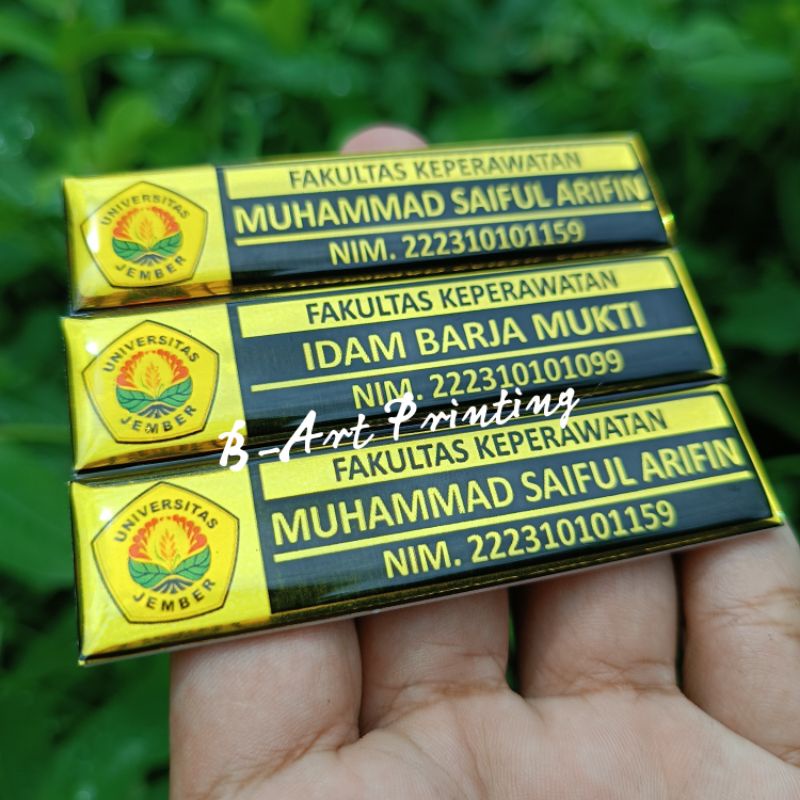 UNIVERSITAS
JEMBER
FAKULTAS KEPERAWATAN
MUHAMMAD SAIFUL ARIFIN
NIM. 222310101159
UNIVERSITAS
JEMBER
FAKULTAS KEPERAWATAN
IDAM BARJA MUKTI
NIM. 222310101099
B-Art Printing
UNIVERSITAS
JEMBER
FAKULTAS KEPERAWATAN
MUHAMMAD SAIFUL ARIFIN
NIM. 222310101159